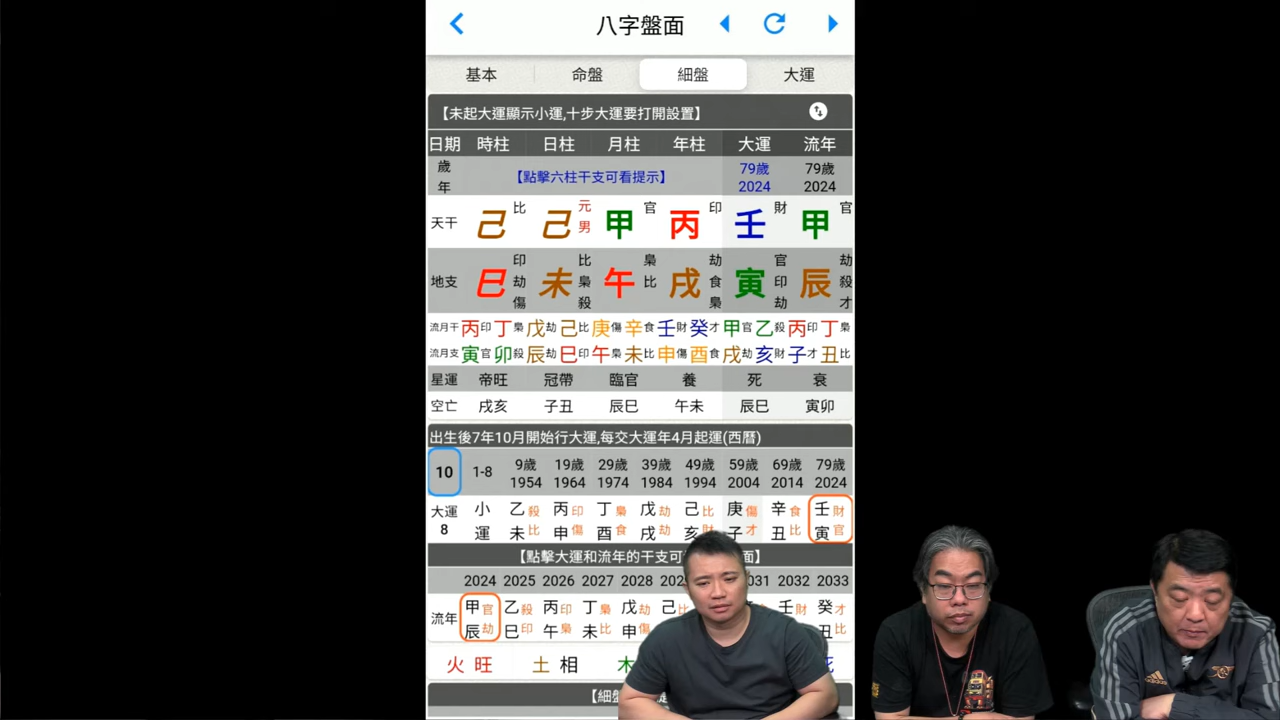 八字盤面
基本 命盤 細盤 大運
【未起大運顯示小運,十步大運要打開設置】
日期 時柱 日柱 月柱 年柱 大運 流年
歲年 【點擊六柱干支可看提示】 79歲 2024 79歲 2024
天干 己 比 己 元男 甲 官 丙 印 壬 財 甲 官
地支 巳 印劫傷 未 比梟殺 午 梟比 戌 劫食梟 寅 官印劫 辰 劫殺才
流月干 丙印 丁梟 戊劫 己比 庚傷 辛食 壬財 癸才 甲官 乙殺 丙印 丁梟
流月支 寅官 卯殺 辰劫 巳印 午梟 未比 申傷 酉食 戌劫 亥財 子才 丑比
星運 帝旺 冠帶 臨官 養 死 衰
空亡 戌亥 子丑 辰巳 午未 辰巳 寅卯
出生後7年10月開始行大運,每交大運年4月起運(西曆)
10 1-8 9歲 19歲 29歲 39歲 49歲 59歲 69歲 79歲
1954 1964 1974 1984 1994 2004 2014 2024
大運 小 乙殺 丙印 丁梟 戊劫 己比 庚傷 辛食 壬財
8 運 未比 申傷 酉食 戌劫 亥財 子才 丑比 寅官
【點擊大運和流年的干支可 面】
2024 2025 2026 2027 2028 202 031 2032 2033
流年 甲官 乙殺 丙印 丁梟 戊劫 己比 壬財 癸才
辰劫 巳印 午梟 未比 申傷 丑比
火 旺 土 相 木
【細盤